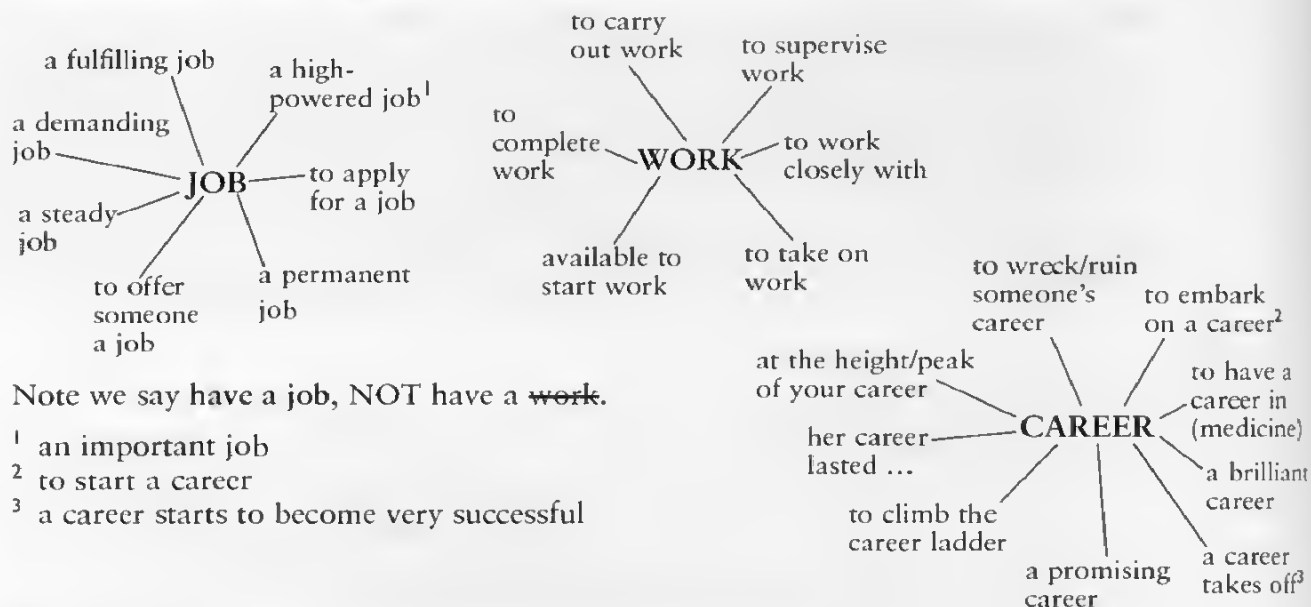 a fulfilling job
a high-
powered job¹
a demanding
job
JOB
to apply
for a job
a steady
job
to offer
someone
a job
a permanent
job
to carry
out work
to supervise
work
to
complete
work
WORK
to work
closely with
available to
start work
to take on
work
Note we say have a job, NOT have a work.
¹ an important job
² to start a career
³ a career starts to become very successful
to wreck/ruin
someone's
career
to embark
on a career²
at the height/peak
of your career
to have a
career in
(medicine)
CAREER
her career
lasted ...
a brilliant
career
to climb the
career ladder
a promising
career
a career
takes off³